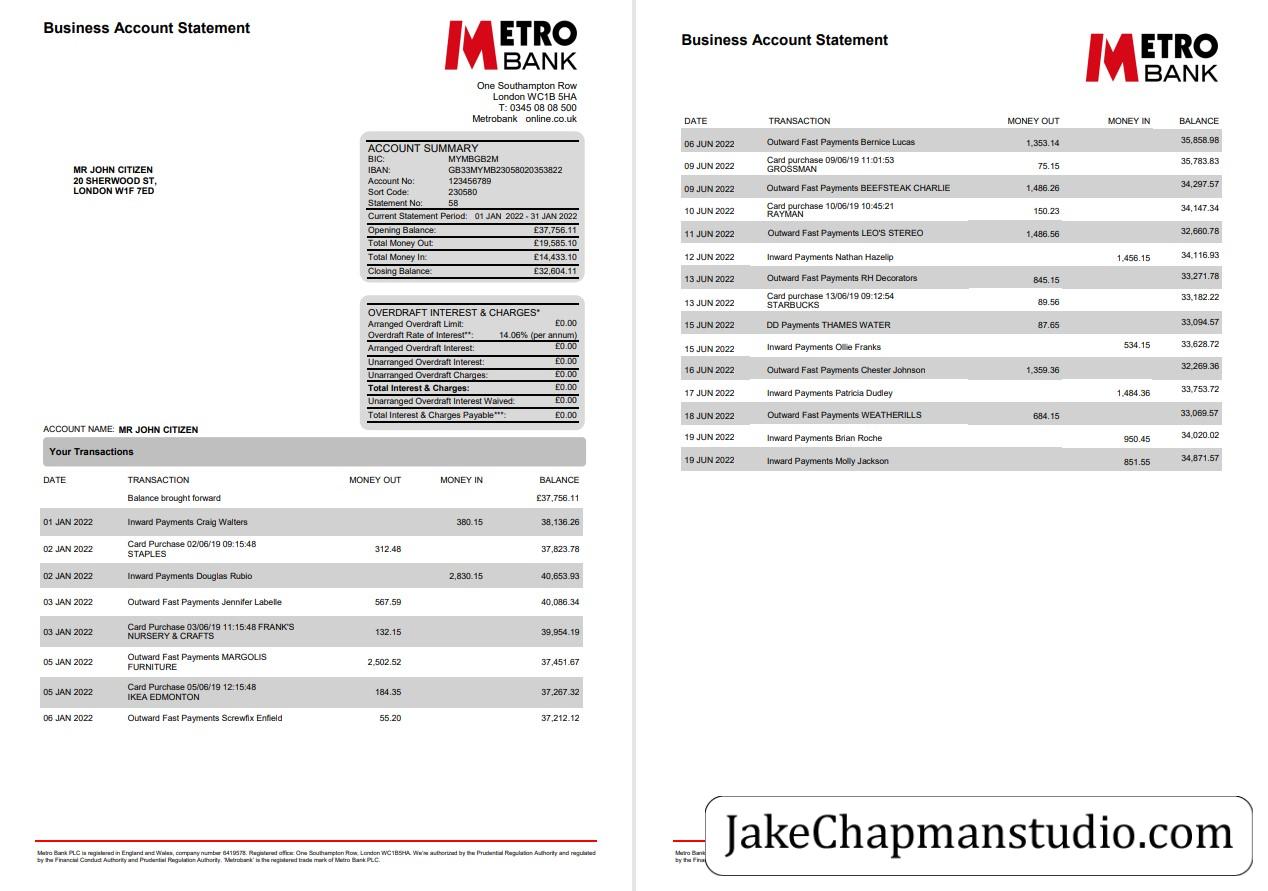 Business Account Statement
METRO
BANK
One Southampton Row
London WC1B 5HA
T: 0345 08 08 500
Metrobank online.co.uk
ACCOUNT SUMMARY
BIC: MYMBGB2M
IBAN: GB33MYMB23058020353822
Account No: 123456789
Sort Code: 230580
Statement No: 58
Current Statement Period: 01 JAN 2022 - 31 JAN 2022
Opening Balance: £37,756.11
Total Money Out: £19,585.10
Total Money In: £14,433.10
Closing Balance: £32,604.11
MR JOHN CITIZEN
20 SHERWOOD ST,
LONDON W1F 7ED
OVERDRAFT INTEREST & CHARGES*
Arranged Overdraft Limit: £0.00
Overdraft Rate of Interest**: 14.06% (per annum)
Arranged Overdraft Interest: £0.00
Unarranged Overdraft Interest: £0.00
Unarranged Overdraft Charges: £0.00
Total Interest & Charges: £0.00
Unarranged Overdraft Interest Waived: £0.00
Total Interest & Charges Payable***: £0.00
ACCOUNT NAME: MR JOHN CITIZEN
Your Transactions
DATE TRANSACTION MONEY OUT MONEY IN BALANCE
Balance brought forward £37,756.11
01 JAN 2022 Inward Payments Craig Walters 380.15 38,136.26
02 JAN 2022 Card Purchase 02/06/19 09:15:48 312.48 37,823.78
STAPLES
02 JAN 2022 Inward Payments Douglas Rubio 2,830.15 40,653.93
03 JAN 2022 Outward Fast Payments Jennifer Labelle 567.59 40,086.34
03 JAN 2022 Card Purchase 03/06/19 11:15:48 FRANK'S 132.15 39,954.19
NURSERY & CRAFTS
05 JAN 2022 Outward Fast Payments MARGOLIS 2,502.52 37,451.67
FURNITURE
05 JAN 2022 Card Purchase 05/06/19 12:15:48 184.35 37,267.32
IKEA EDMONTON
06 JAN 2022 Outward Fast Payments Screwfix Enfield 55.20 37,212.12
Metro Bank PLC is registered in England and Wales, company number 6419578. Registered office: One Southampton Row, London WC1B5HA. We're authorized by the Prudential Regulation Authority and regulated
by the Financial Conduct Authority and Prudential Regulation Authority. 'Metrobank' is the registered trade mark of Metro Bank PLC.
Business Account Statement
METRO
BANK
DATE TRANSACTION MONEY OUT MONEY IN BALANCE
06 JUN 2022 Outward Fast Payments Bernice Lucas 1,353.14 35,858.98
09 JUN 2022 Card purchase 09/06/19 11:01:53 75.15 35,783.83
GROSSMAN
09 JUN 2022 Outward Fast Payments BEEFSTEAK CHARLIE 1,486.26 34,297.57
10 JUN 2022 Card purchase 10/06/19 10:45:21 150.23 34,147.34
RAYMAN
11 JUN 2022 Outward Fast Payments LEO'S STEREO 1,486.56 32,660.78
12 JUN 2022 Inward Payments Nathan Hazelip 1,456.15 34,116.93
13 JUN 2022 Outward Fast Payments RH Decorators 845.15 33,271.78
13 JUN 2022 Card purchase 13/06/19 09:12:54 89.56 33,182.22
STARBUCKS
15 JUN 2022 DD Payments THAMES WATER 87.65 33,094.57
15 JUN 2022 Inward Payments Ollie Franks 534.15 33,628.72
16 JUN 2022 Outward Fast Payments Chester Johnson 1,359.36 32,269.36
17 JUN 2022 Inward Payments Patricia Dudley 1,484.36 33,753.72
18 JUN 2022 Outward Fast Payments WEATHERILLS 684.15 33,069.57
19 JUN 2022 Inward Payments Brian Roche 950.45 34,020.02
19 JUN 2022 Inward Payments Molly Jackson 851.55 34,871.57
Metro Bank
by the Fina
JakeChapmanstudio.com